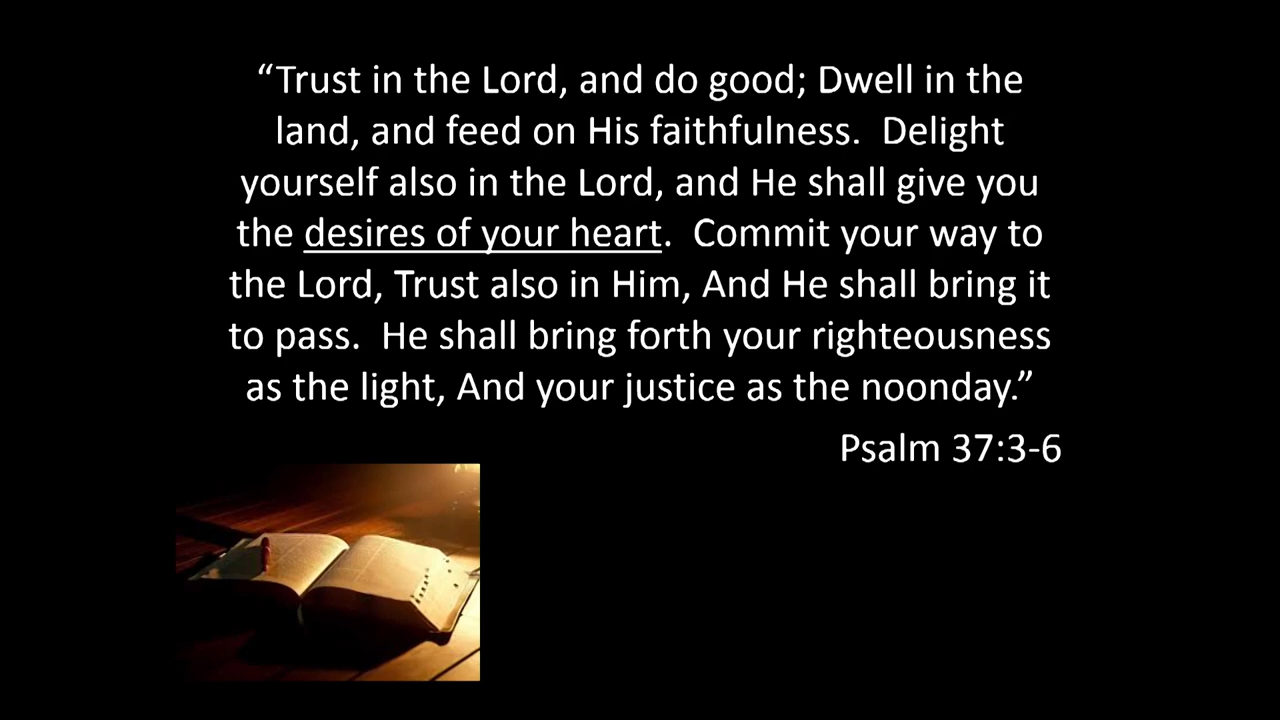 “Trust in the Lord, and do good; Dwell in the
land, and feed on His faithfulness.  Delight
yourself also in the Lord, and He shall give you
the desires of your heart.  Commit your way to
the Lord, Trust also in Him, And He shall bring it
to pass.  He shall bring forth your righteousness
as the light, And your justice as the noonday.”
Psalm 37:3-6